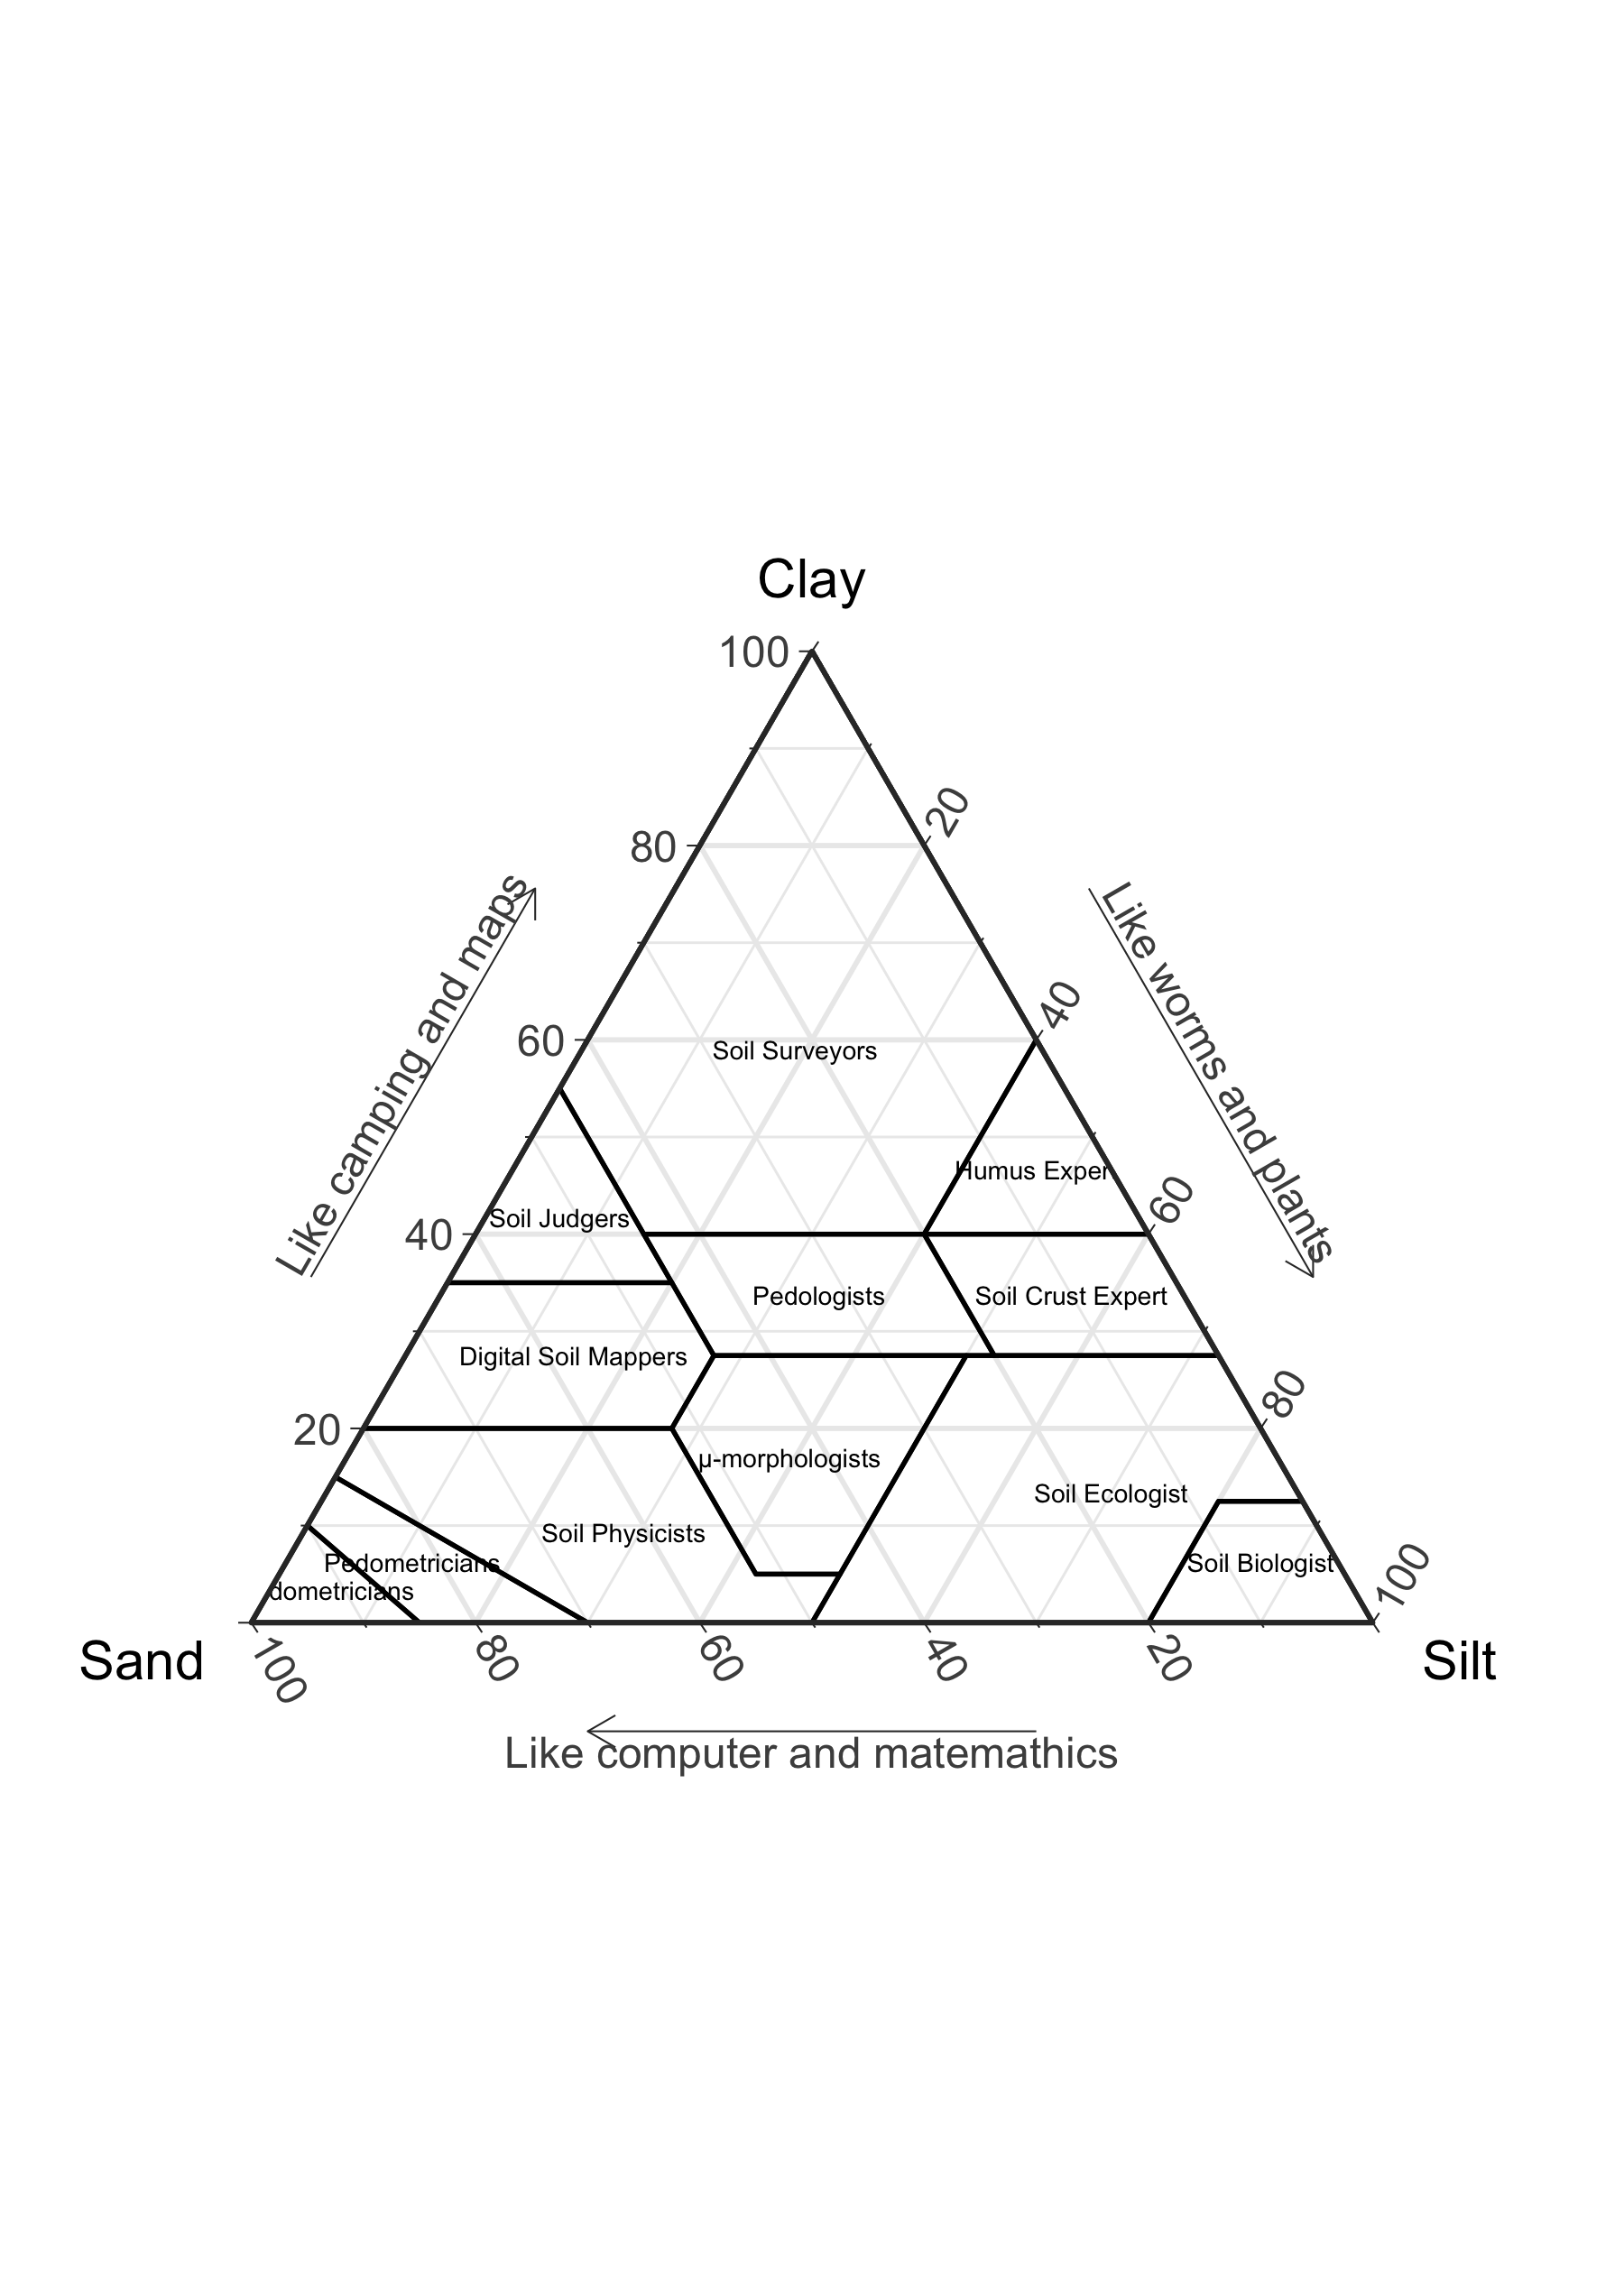 Clay
100
80
20
Like camping and maps
Like worms and plants
60
40
Soil Surveyors
Humus Exper
Soil Judgers
40
60
Pedologists
Soil Crust Expert
Digital Soil Mappers
20
80
µ-morphologists
Soil Ecologist
Soil Physicists
Pedometricians
Soil Biologist
dometricians
100
Sand
100
80
60
40
20
Silt
Like computer and matemathics